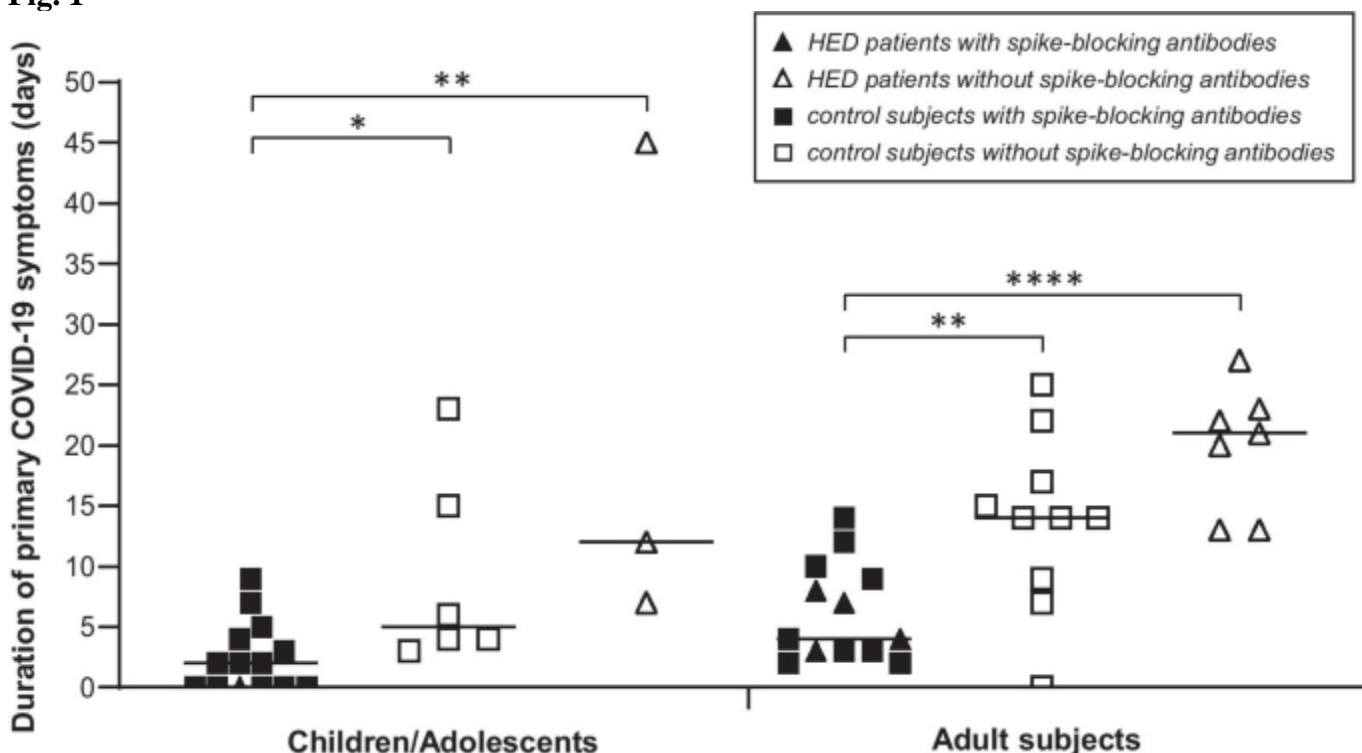 Fig. 1
HED patients with spike-blocking antibodies
HED patients without spike-blocking antibodies
control subjects with spike-blocking antibodies
control subjects without spike-blocking antibodies
Duration of primary COVID-19 symptoms (days)
50
45
40
35
30
25
20
15
10
5
0
**
*
****
**
Children/Adolescents
Adult subjects